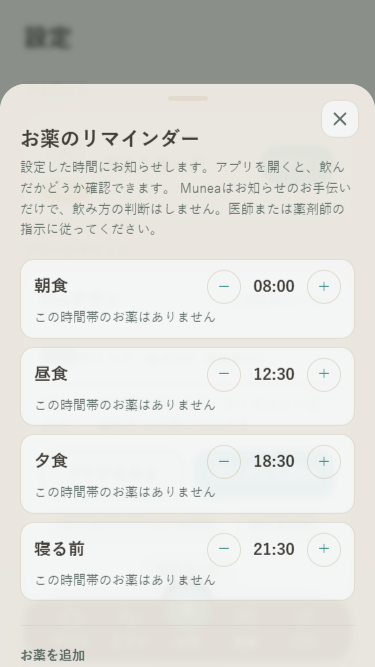 設定
お薬のリマインダー
設定した時間にお知らせします。アプリを開くと、飲ん
だかどうか確認できます。 Muneaはお知らせのお手伝い
だけで、飲み方の判断はしません。医師または薬剤師の
指示に従ってください。
朝食 − 08:00 +
この時間帯のお薬はありません
昼食 − 12:30 +
この時間帯のお薬はありません
夕食 − 18:30 +
この時間帯のお薬はありません
寝る前 − 21:30 +
この時間帯のお薬はありません
お薬を追加